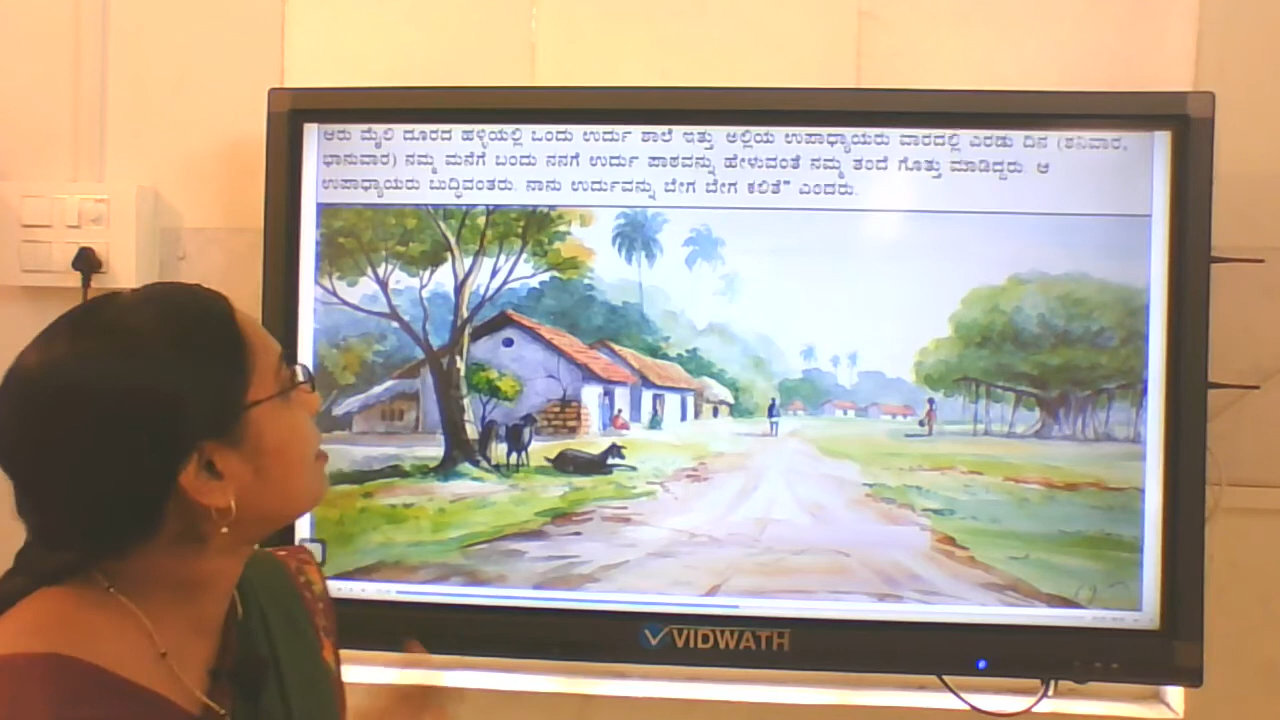 ಆರು ಮೈಲಿ ದೂರದ ಹಳ್ಳಿಯಲ್ಲಿ ಒಂದು ಉರ್ದು ಶಾಲೆ ಇತ್ತು. ಅಲ್ಲಿಯ ಉಪಾಧ್ಯಾಯರು ವಾರದಲ್ಲಿ ಎರಡು ದಿನ (ಶನಿವಾರ,
ಭಾನುವಾರ) ನಮ್ಮ ಮನೆಗೆ ಬಂದು ನನಗೆ ಉರ್ದು ಪಾಠವನ್ನು ಹೇಳುವಂತೆ ನಮ್ಮ ತಂದೆ ಗೊತ್ತು ಮಾಡಿದ್ದರು. ಆ
ಉಪಾಧ್ಯಾಯರು ಬುದ್ಧಿವಂತರು. ನಾನು ಉರ್ದುವನ್ನು ಬೇಗ ಬೇಗ ಕಲಿತೆ" ಎಂದರು.
VIDWATH